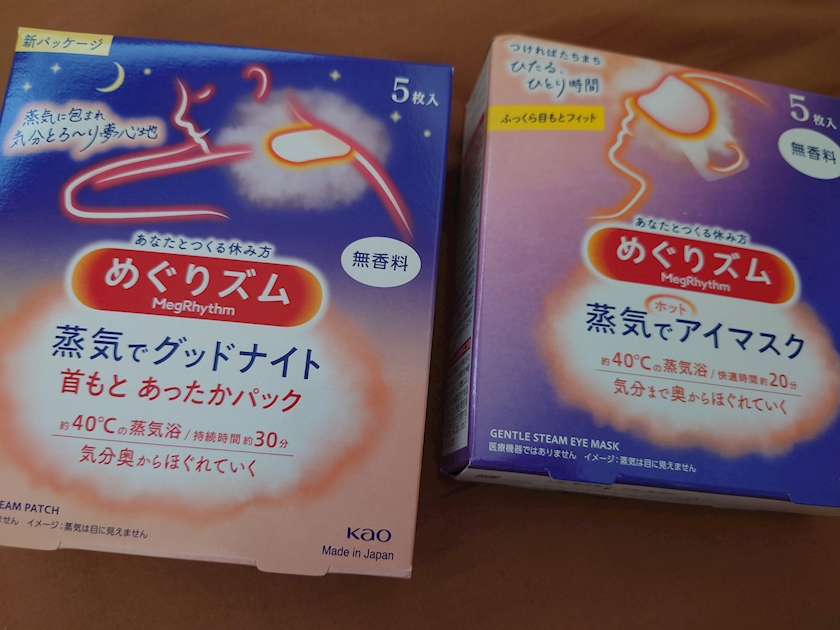 新パッケージ
5枚入
蒸気に包まれ
気分とろ〜り夢心地
あなたとつくる休み方
無香料
めぐりズム
MegRhythm
蒸気でグッドナイト
首もと あったかパック
約40℃の蒸気浴/持続時間 約30分
気分奥からほぐれていく
EAM PATCH
ません イメージ:蒸気は目に見えません
Kao
Made in Japan
つければたちまち
ひたる、
ひとり時間
ふっくら目もとフィット
5枚入
無香料
あなたとつくる休み方
めぐりズム
MegRhythm
ホット
蒸気でアイマスク
約40℃の蒸気浴/快適時間 約20分
気分まで奥からほぐれていく
GENTLE STEAM EYE MASK
医療機器ではありません イメージ:蒸気は目に見えません